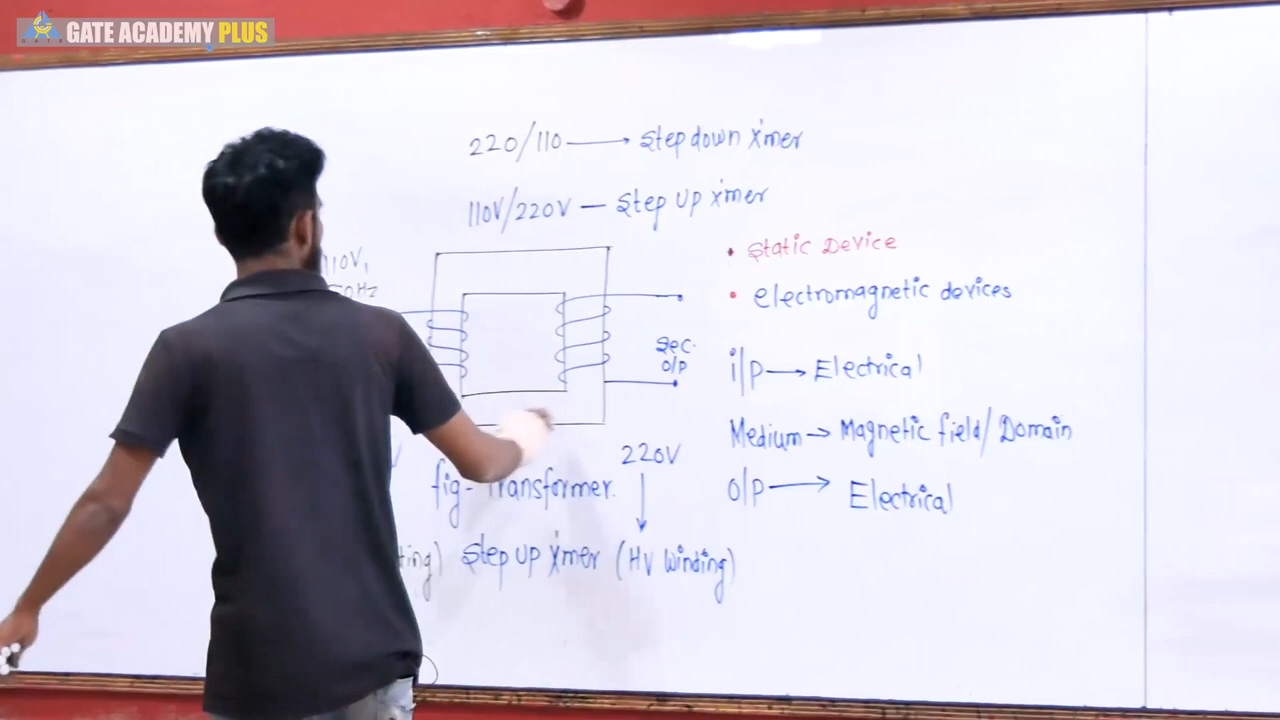 GATE ACADEMY PLUS
220/110 → Step down x'mer
110V/220V — Step up x'mer
110V,
50Hz
• Static Device
• electromagnetic devices
Sec.
O/P
i/p → Electrical
Medium → Magnetic field/Domain
O/P → Electrical
220V
fig- Transformer.
Step up x'mer (HV Winding)